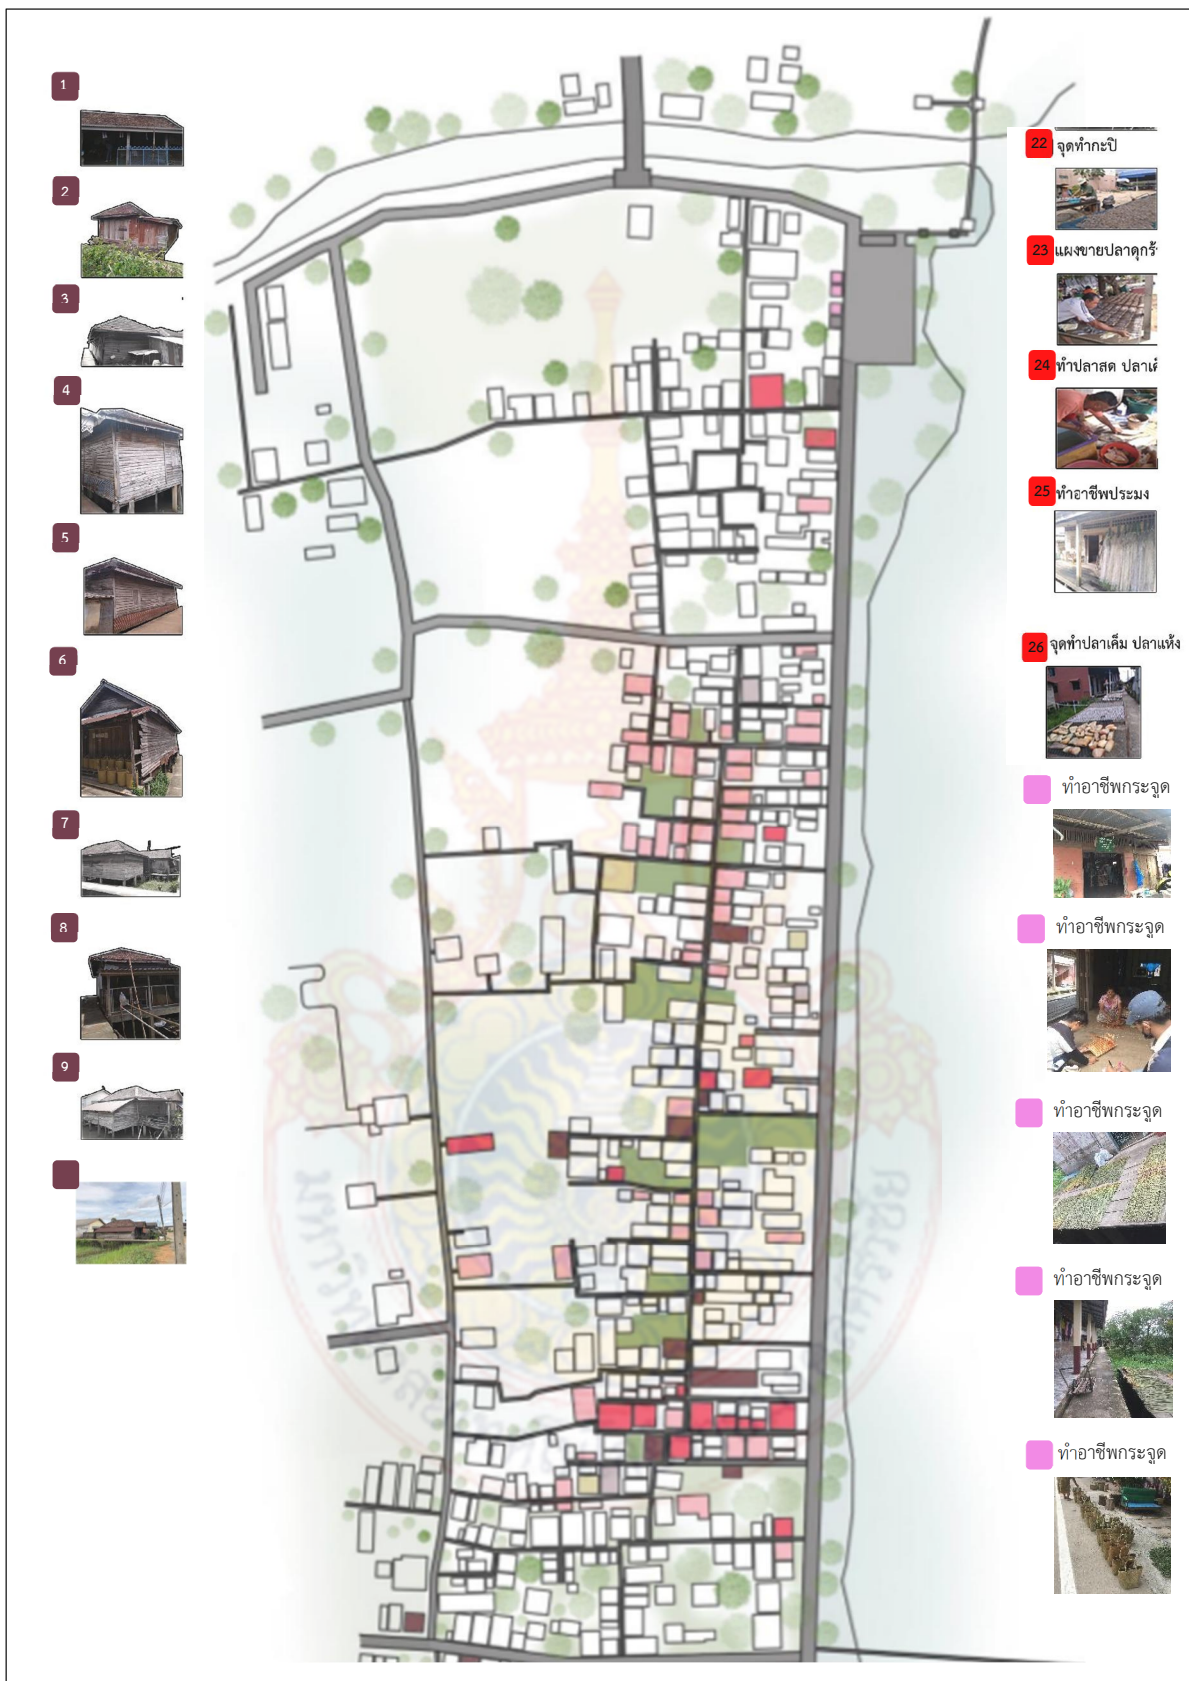 1
2
3
4
5
6
7
8
9
22 จุดทำกะปิ
23 แผงขายปลาดุกร้
24 ทำปลาสด ปลาเค็
25 ทำอาชีพประมง
26 จุดทำปลาเค็ม ปลาแห้ง
ทำอาชีพกระจูด
ทำอาชีพกระจูด
ทำอาชีพกระจูด
ทำอาชีพกระจูด
ทำอาชีพกระจูด